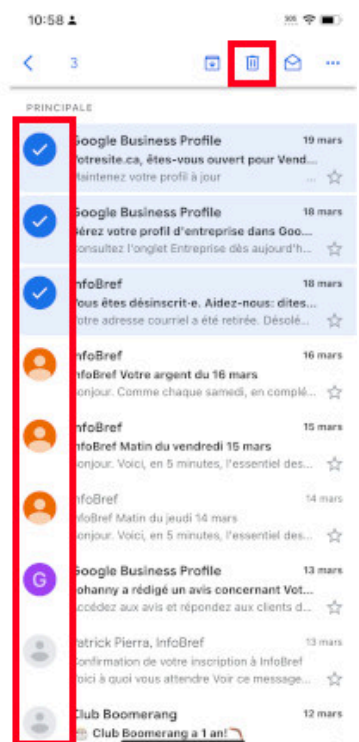 10:58
SOS
3
PRINCIPALE
Google Business Profile 19 mars
Votresite.ca, êtes-vous ouvert pour Vend...
Maintenez votre profil à jour ...
Google Business Profile 18 mars
Gérez votre profil d'entreprise dans Goo...
Consultez l'onglet Entreprise dès aujourd'h...
InfoBref 18 mars
Vous êtes désinscrit·e. Aidez-nous: dites...
Votre adresse courriel a été retirée. Désolé...
InfoBref 16 mars
InfoBref Votre argent du 16 mars
Bonjour. Comme chaque samedi, en complé...
InfoBref 15 mars
InfoBref Matin du vendredi 15 mars
Bonjour. Voici, en 5 minutes, l'essentiel des...
InfoBref 14 mars
InfoBref Matin du jeudi 14 mars
Bonjour. Voici, en 5 minutes, l'essentiel des...
G
Google Business Profile 13 mars
Johanny a rédigé un avis concernant Vot...
Accédez aux avis et répondez aux clients d...
Patrick Pierra, InfoBref 13 mars
Confirmation de votre inscription à InfoBref
Voici à quoi vous attendre Voir ce message...
Club Boomerang 12 mars
Club Boomerang a 1 an!